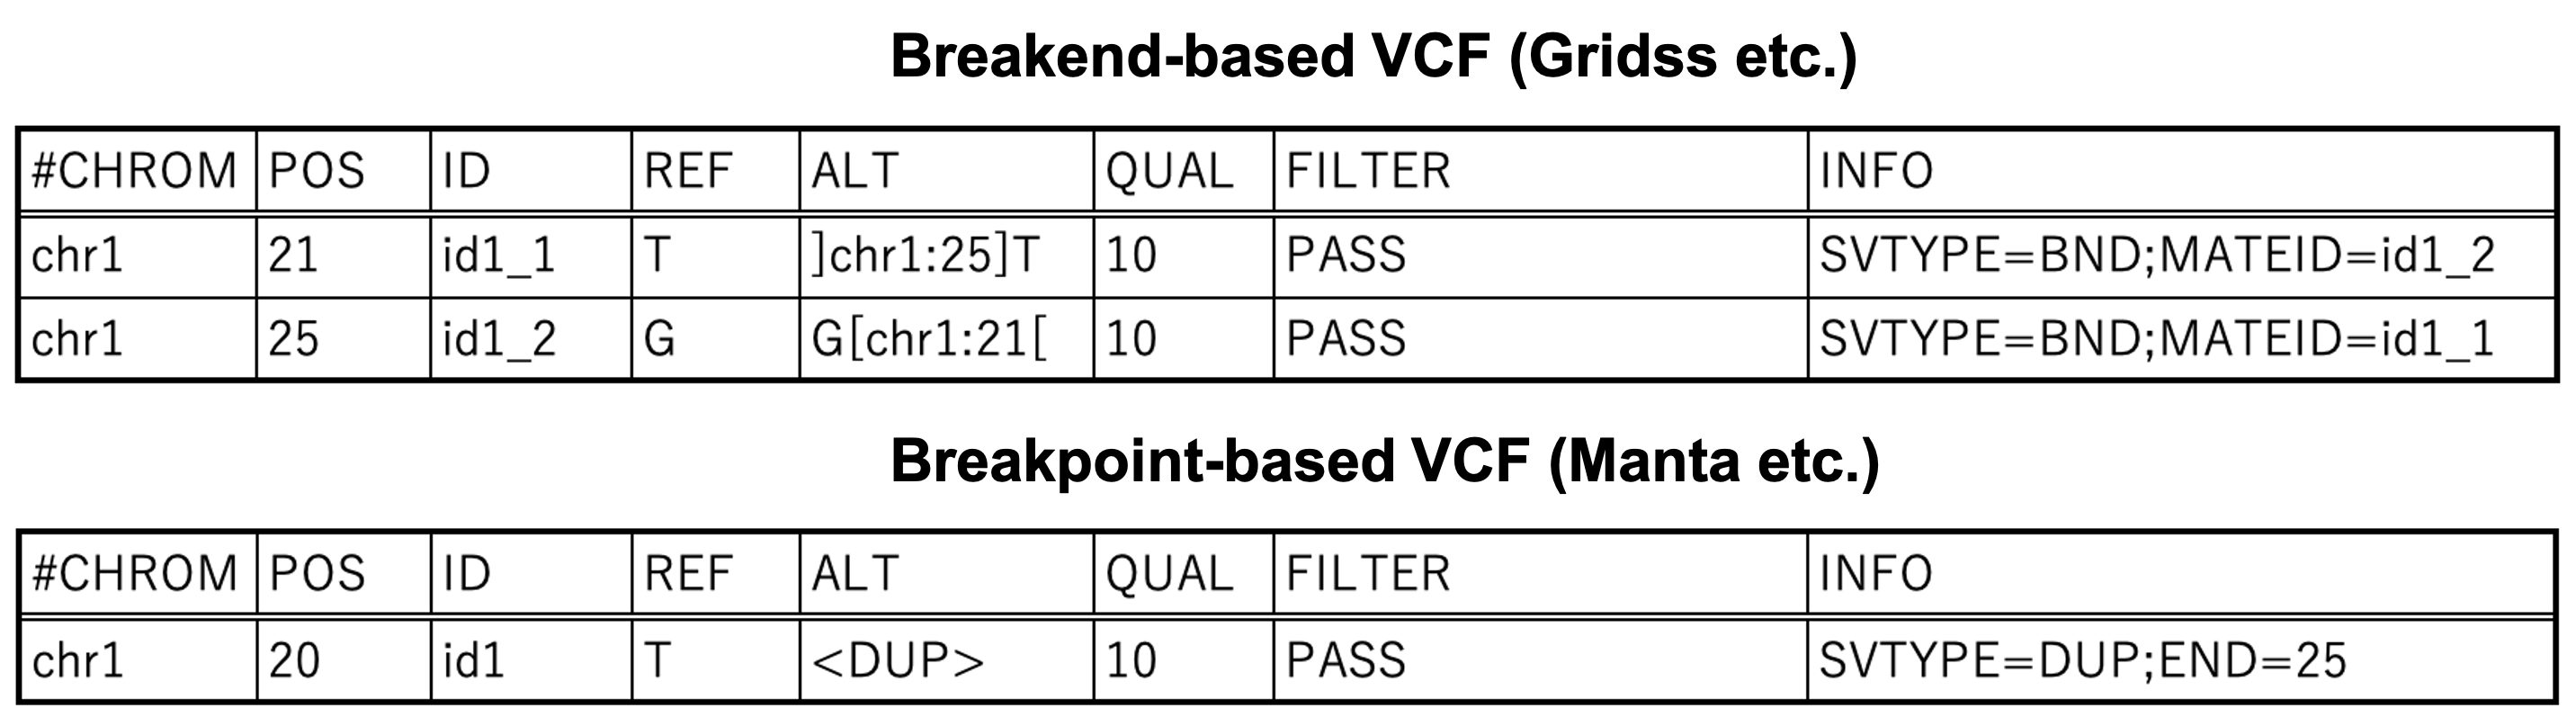 Breakend-based VCF (Gridss etc.)
#CHROM POS ID REF ALT QUAL FILTER INFO
chr1 21 id1_1 T ]chr1:25]T 10 PASS SVTYPE=BND;MATEID=id1_2
chr1 25 id1_2 G G[chr1:21[ 10 PASS SVTYPE=BND;MATEID=id1_1
Breakpoint-based VCF (Manta etc.)
#CHROM POS ID REF ALT QUAL FILTER INFO
chr1 20 id1 T <DUP> 10 PASS SVTYPE=DUP;END=25